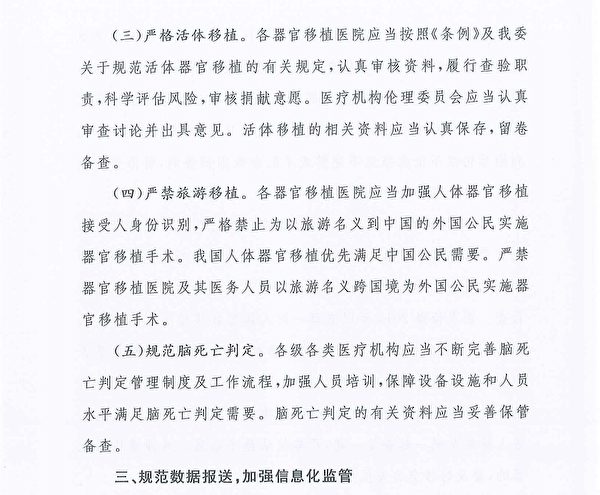 (三)严格活体移植。各器官移植医院应当按照《条例》及我委
关于规范活体器官移植的有关规定,认真审核资料,履行查验职
责,科学评估风险,审核捐献意愿。医疗机构伦理委员会应当认真
审查讨论并出具意见。活体移植的相关资料应当认真保存,留卷
备查。
(四)严禁旅游移植。各器官移植医院应当加强人体器官移植
接受人身份识别,严格禁止为以旅游名义到中国的外国公民实施
器官移植手术。我国人体器官移植优先满足中国公民需要。严禁
器官移植医院及其医务人员以旅游名义跨国境为外国公民实施器
官移植手术。
(五)规范脑死亡判定。各级各类医疗机构应当不断完善脑死
亡判定管理制度及工作流程,加强人员培训,保障设备设施和人员
水平满足脑死亡判定需要。脑死亡判定的有关资料应当妥善保管
备查。
三、规范数据报送,加强信息化监管